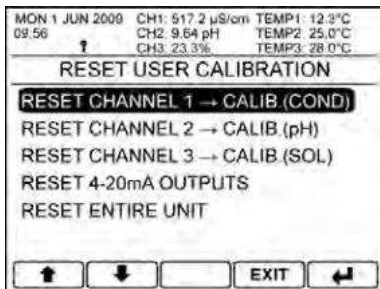 MON 1 JUN 2009 CH1: 517.2 µS/cm TEMP1: 12.3°C
09:56 CH2: 9.64 pH TEMP2: 25.0°C
? CH3: 23.3% TEMP3: 28.0°C
RESET USER CALIBRATION
RESET CHANNEL 1 → CALIB.(COND)
RESET CHANNEL 2 → CALIB.(pH)
RESET CHANNEL 3 → CALIB.(SOL)
RESET 4-20mA OUTPUTS
RESET ENTIRE UNIT
EXIT